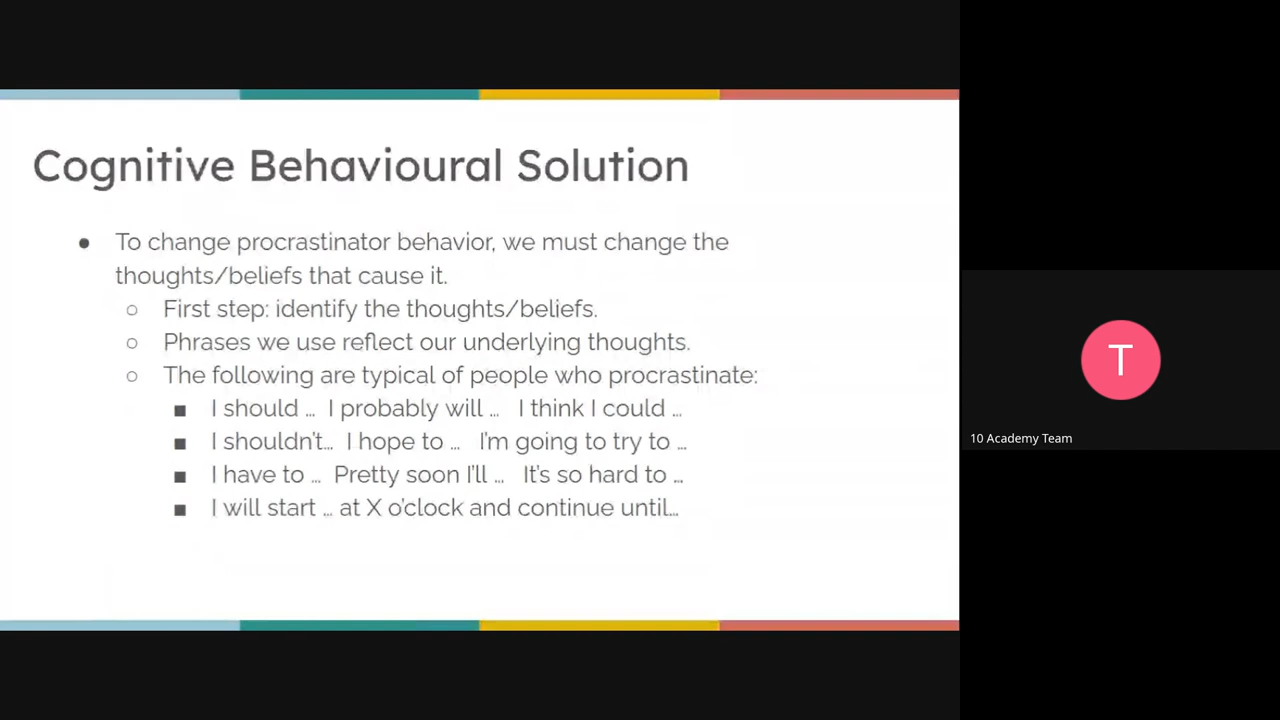 Cognitive Behavioural Solution
● To change procrastinator behavior, we must change the
thoughts/beliefs that cause it.
○ First step: identify the thoughts/beliefs.
○ Phrases we use reflect our underlying thoughts.
○ The following are typical of people who procrastinate:
■ I should … I probably will … I think I could …
■ I shouldn't… I hope to … I'm going to try to …
■ I have to … Pretty soon I'll … It's so hard to …
■ I will start … at X o'clock and continue until…
T
10 Academy Team